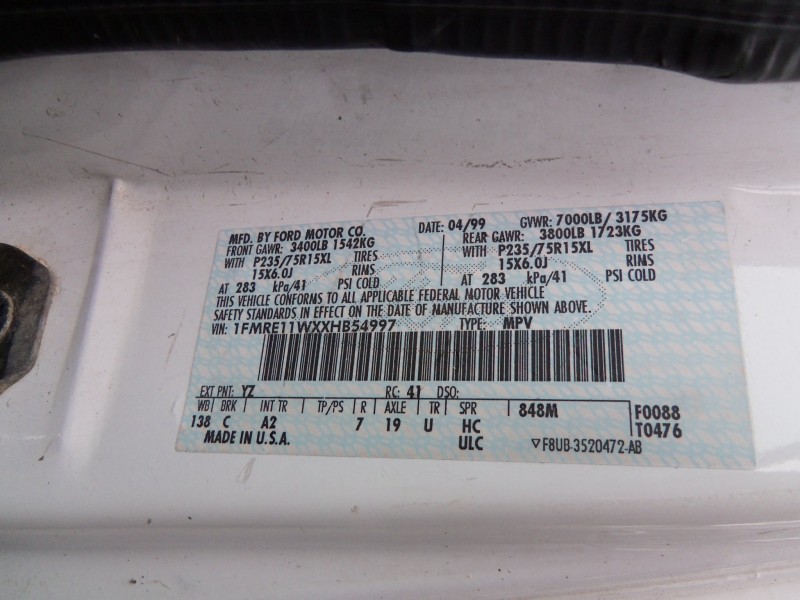 MFD. BY FORD MOTOR CO. DATE: 04/99 GVWR: 7000LB/ 3175KG
FRONT GAWR: 3400LB 1542KG REAR GAWR: 3800LB 1723KG
WITH P235/75R15XL TIRES WITH P235/75R15XL TIRES
15X6.0J RIMS 15X6.0J RIMS
AT 283 kPa/41 PSI COLD AT 283 kPa/41 PSI COLD
THIS VEHICLE CONFORMS TO ALL APPLICABLE FEDERAL MOTOR VEHICLE
SAFETY STANDARDS IN EFFECT ON THE DATE OF MANUFACTURE SHOWN ABOVE.
VIN: 1FMRE11WXXHB54997 TYPE: MPV
EXT PNT: YZ RC: 41 DSO:
WB BRK INT TR TP/PS R AXLE TR SPR 848M F0088
138 C A2 7 19 U HC T0476
MADE IN U.S.A. ULC ▽F8UB-3520472-AB